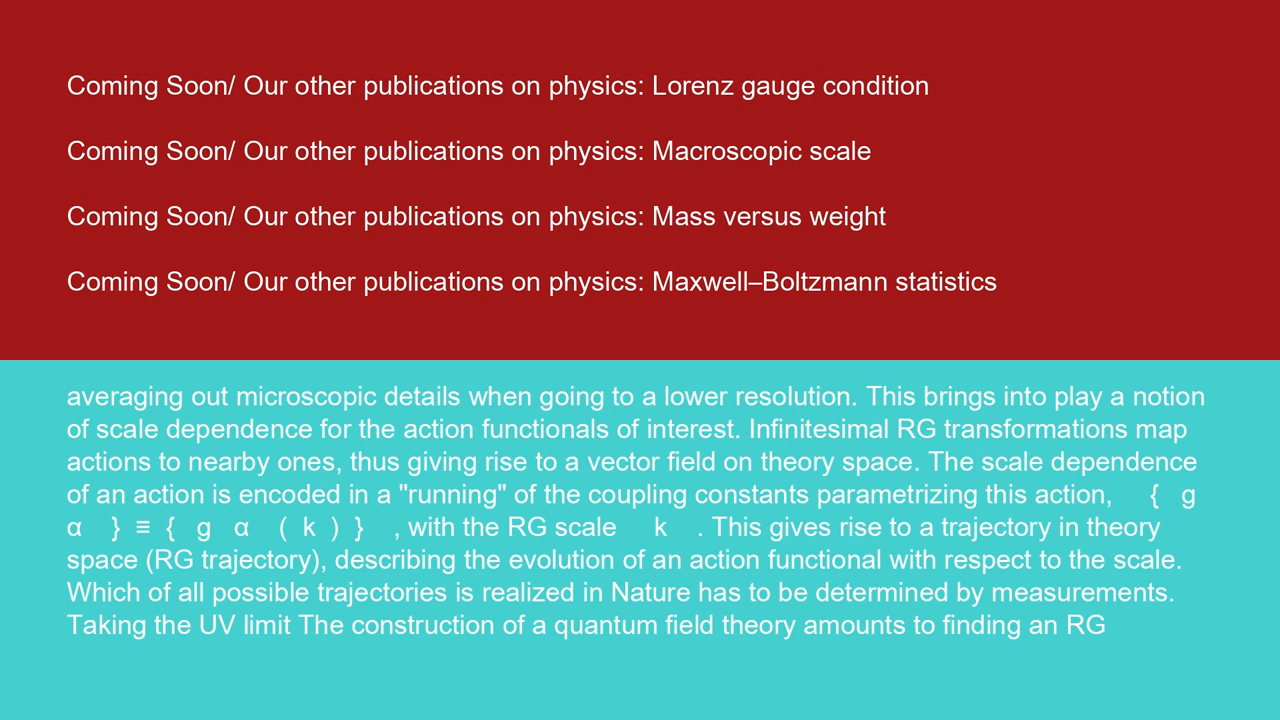 Coming Soon/ Our other publications on physics: Lorenz gauge condition
Coming Soon/ Our other publications on physics: Macroscopic scale
Coming Soon/ Our other publications on physics: Mass versus weight
Coming Soon/ Our other publications on physics: Maxwell–Boltzmann statistics
averaging out microscopic details when going to a lower resolution. This brings into play a notion
of scale dependence for the action functionals of interest. Infinitesimal RG transformations map
actions to nearby ones, thus giving rise to a vector field on theory space. The scale dependence
of an action is encoded in a "running" of the coupling constants parametrizing this action, { g
α } ≡ { g α ( k ) } , with the RG scale k . This gives rise to a trajectory in theory
space (RG trajectory), describing the evolution of an action functional with respect to the scale.
Which of all possible trajectories is realized in Nature has to be determined by measurements.
Taking the UV limit The construction of a quantum field theory amounts to finding an RG